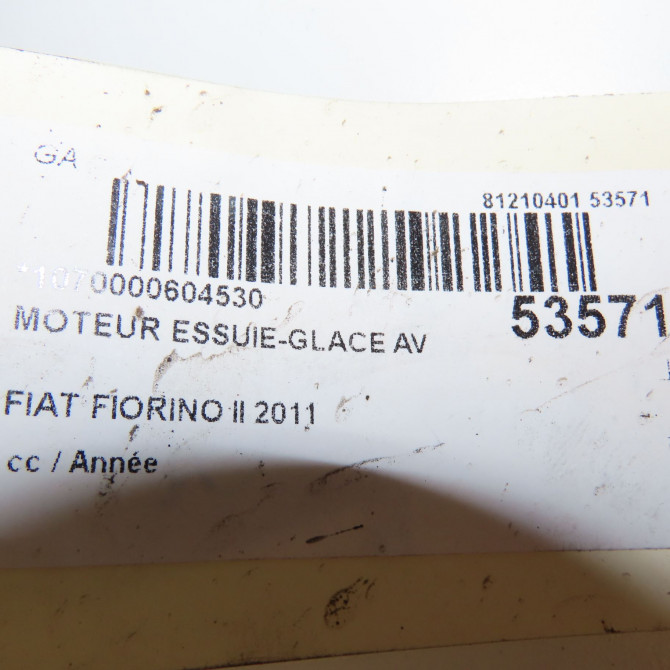 GA
81210401 53571
*1070000604530
53571
MOTEUR ESSUIE-GLACE AV
FIAT FIORINO II 2011
cc / Année